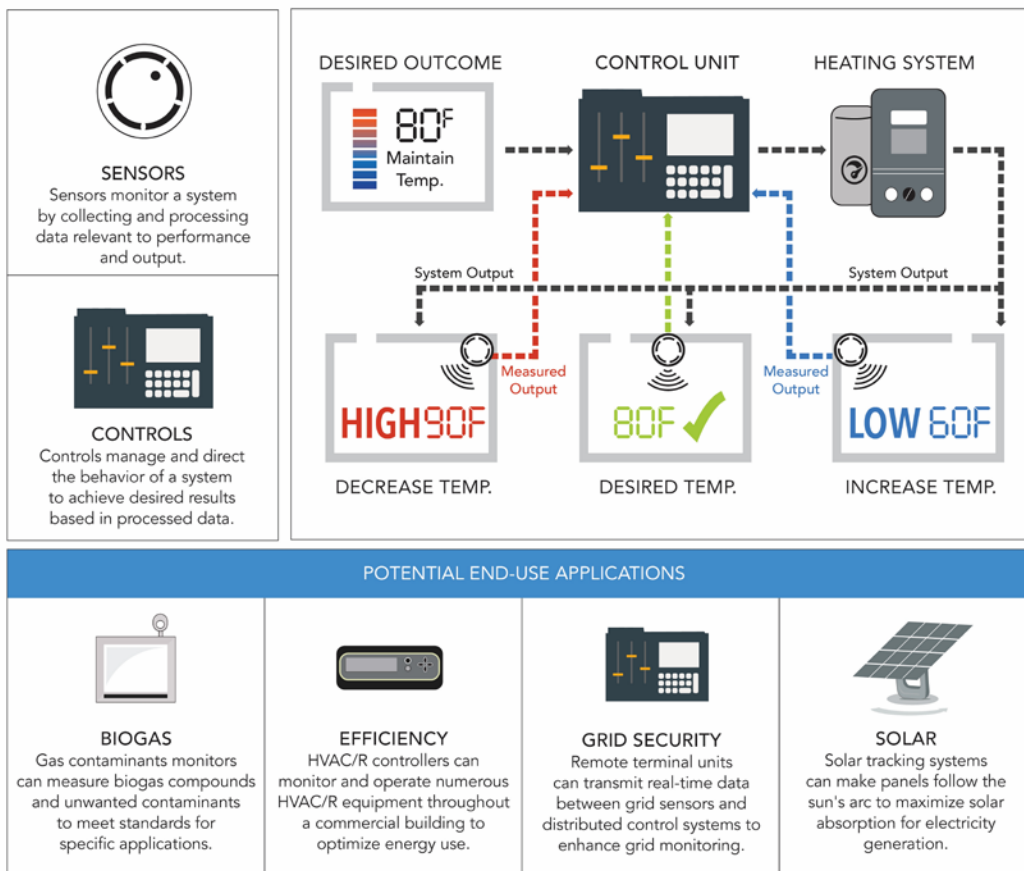 SENSORS
Sensors monitor a system
by collecting and processing
data relevant to performance
and output.
CONTROLS
Controls manage and direct
the behavior of a system
to achieve desired results
based in processed data.
DESIRED OUTCOME
CONTROL UNIT
HEATING SYSTEM
80F
Maintain
Temp.
System Output
System Output
Measured
Output
Measured
Output
HIGH 90F
80F
LOW 60F
DECREASE TEMP.
DESIRED TEMP.
INCREASE TEMP.
POTENTIAL END-USE APPLICATIONS
BIOGAS
Gas contaminants monitors
can measure biogas compounds
and unwanted contaminants
to meet standards for
specific applications.
EFFICIENCY
HVAC/R controllers can
monitor and operate numerous
HVAC/R equipment throughout
a commercial building to
optimize energy use.
GRID SECURITY
Remote terminal units
can transmit real-time data
between grid sensors and
distributed control systems to
enhance grid monitoring.
SOLAR
Solar tracking systems
can make panels follow the
sun's arc to maximize solar
absorption for electricity
generation.